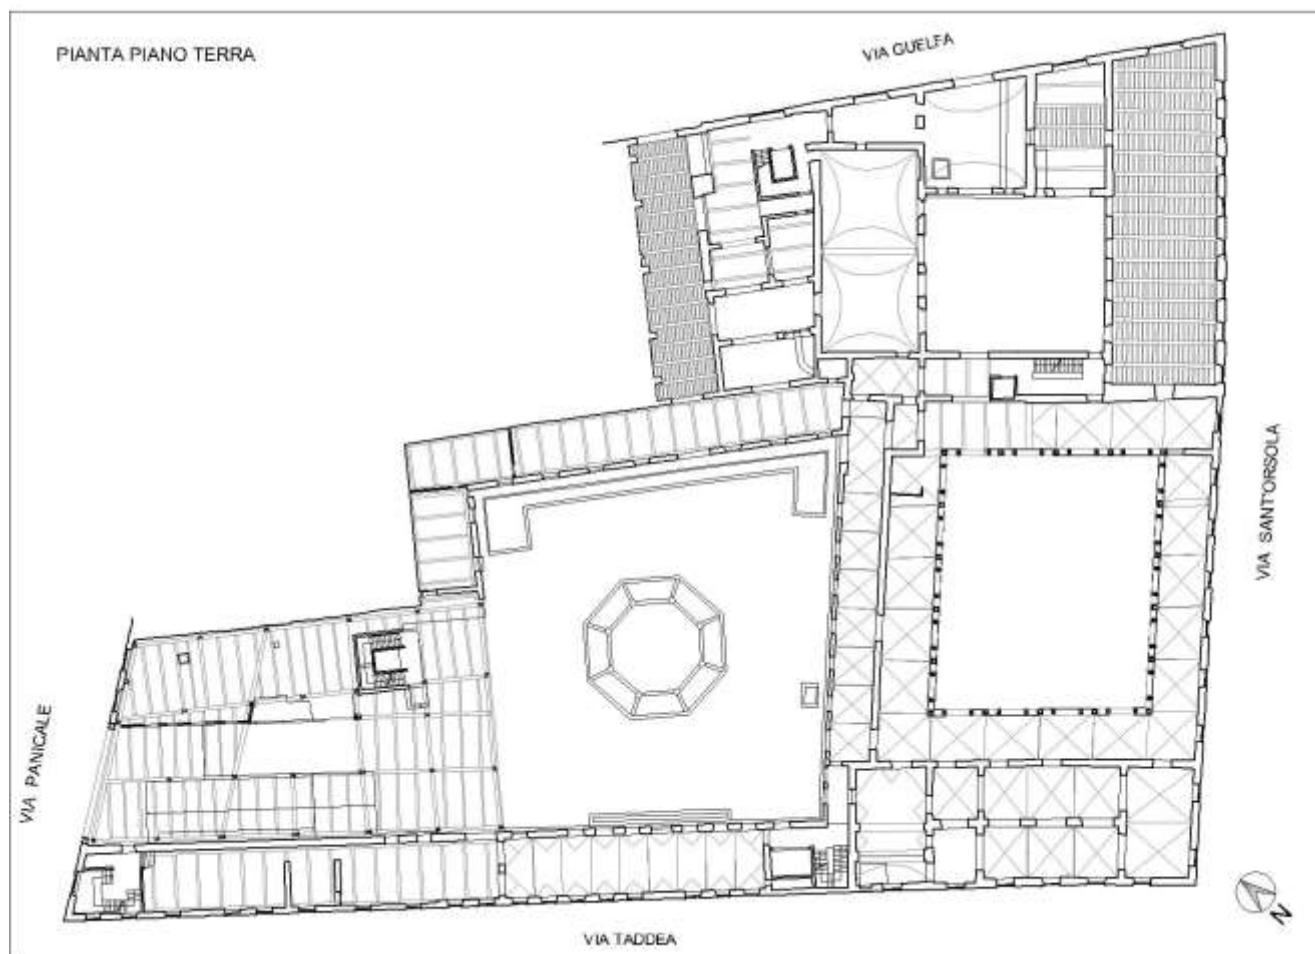 PIANTA PIANO TERRA
VIA GUELFA
VIA SANT'ORSOLA
VIA PANICALE
VIA TADDEA
N